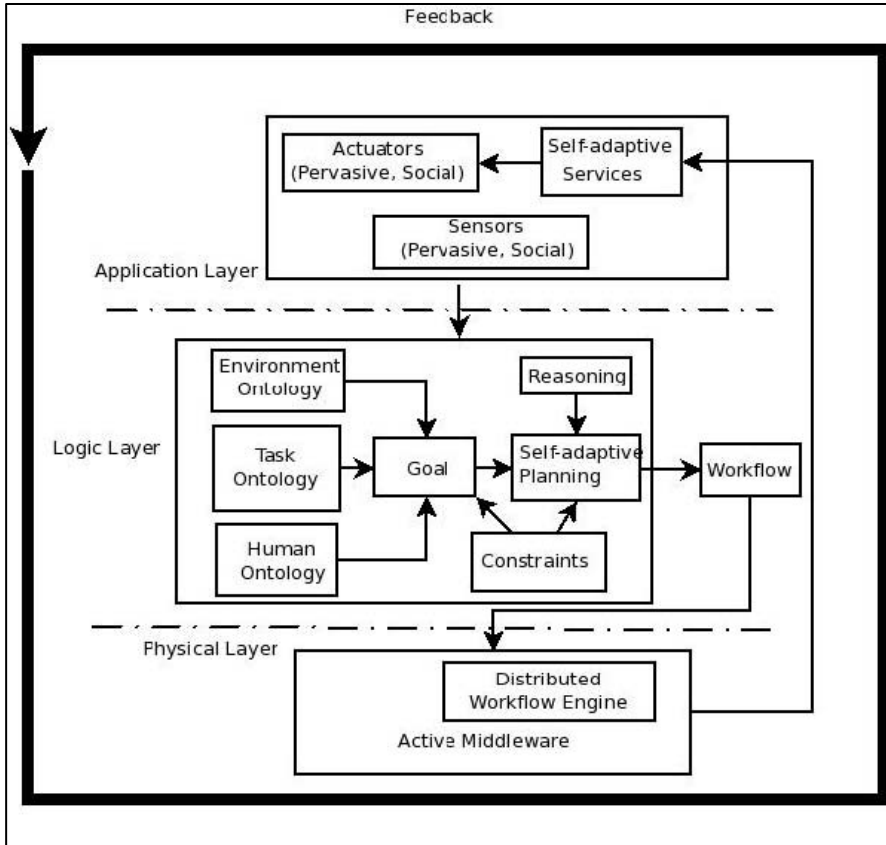 Feedback
Actuators
(Pervasive, Social)
Self-adaptive
Services
Sensors
(Pervasive, Social)
Application Layer
Environment
Ontology
Reasoning
Logic Layer
Task
Ontology
Goal
Self-adaptive
Planning
Workflow
Human
Ontology
Constraints
Physical Layer
Distributed
Workflow Engine
Active Middleware